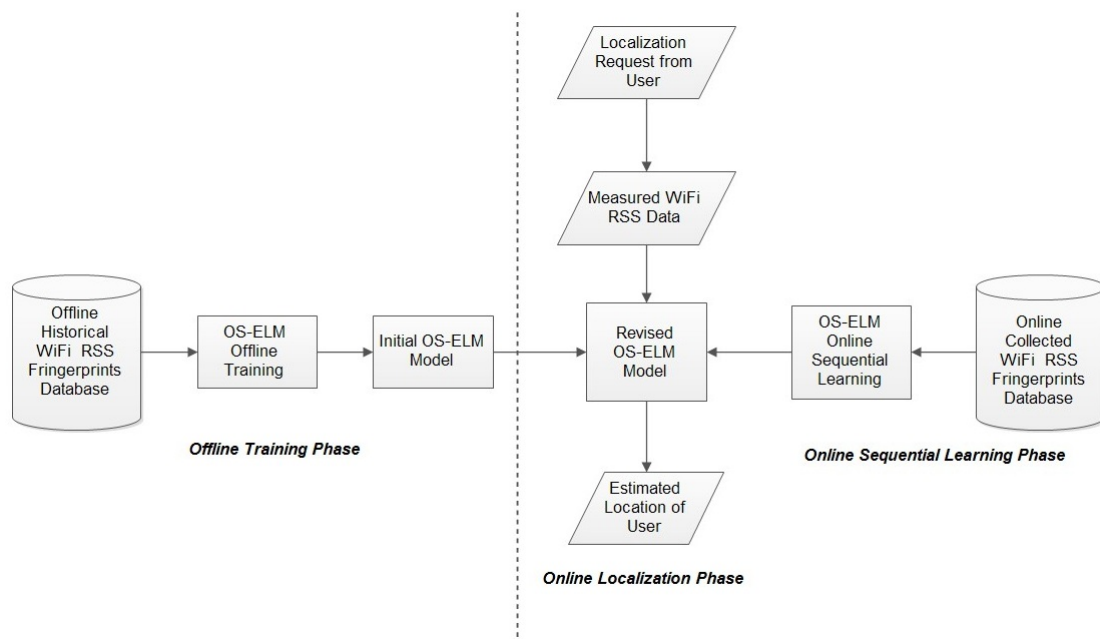 Localization
Request from
User
Measured WiFi
RSS Data
Offline
Historical
WiFi RSS
Fringerprints
Database
OS-ELM
Offline
Training
Initial OS-ELM
Model
Revised
OS-ELM
Model
OS-ELM
Online
Sequential
Learning
Online
Collected
WiFi RSS
Fringerprints
Database
Offline Training Phase
Online Sequential Learning Phase
Estimated
Location of
User
Online Localization Phase